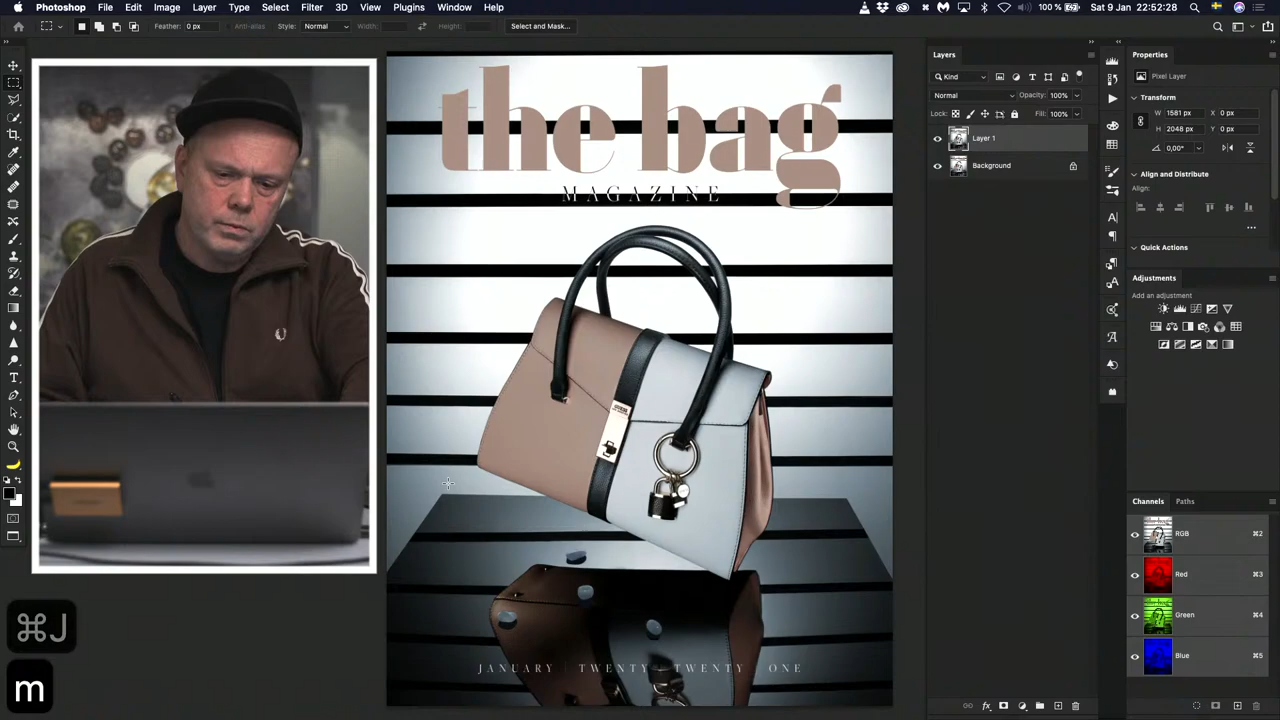 Photoshop File Edit Image Layer Type Select Filter 3D View Plugins Window Help 100 % Sat 9 Jan 22:52:28
Feather: 0 px Anti-alias Style: Normal Width: Height: Select and Mask...
the bag
MAGAZINE
GUESS
JANUARY TWENTY TWENTY ONE
⌘J
m
Layers
Kind
Normal Opacity: 100%
Lock: Fill: 100%
Layer 1
Background
Properties
Pixel Layer
Transform
W 1581 px X 0 px
H 2048 px Y 0 px
0,00°
Align and Distribute
Align:
Quick Actions
Adjustments
Add an adjustment
Channels Paths
RGB ⌘2
Red ⌘3
Green ⌘4
Blue ⌘5